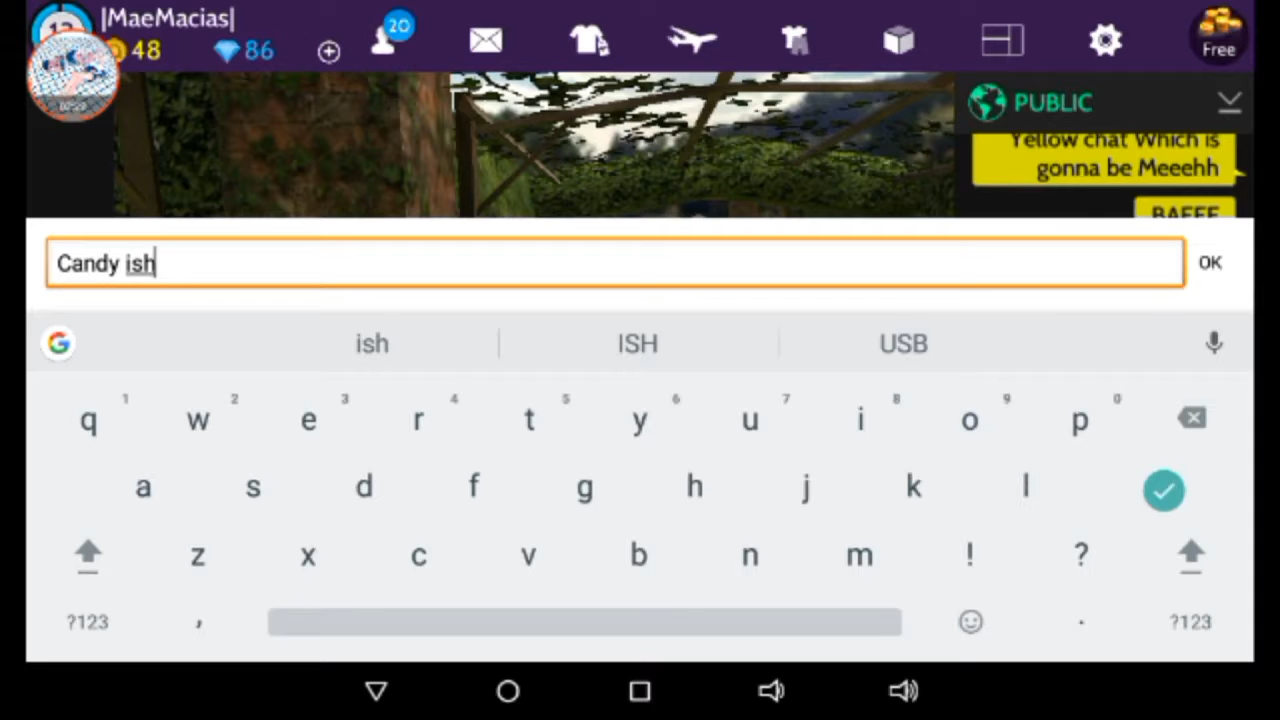 |MaeMacias|
48
86
20
Free
PUBLIC
Yellow chat Which is
gonna be Meeehh
Candy ish
OK
ish
ISH
USB
1 2 3 4 5 6 7 8 9 0
q w e r t y u i o p
a s d f g h j k l
z x c v b n m ! ?
?123 , . ?123